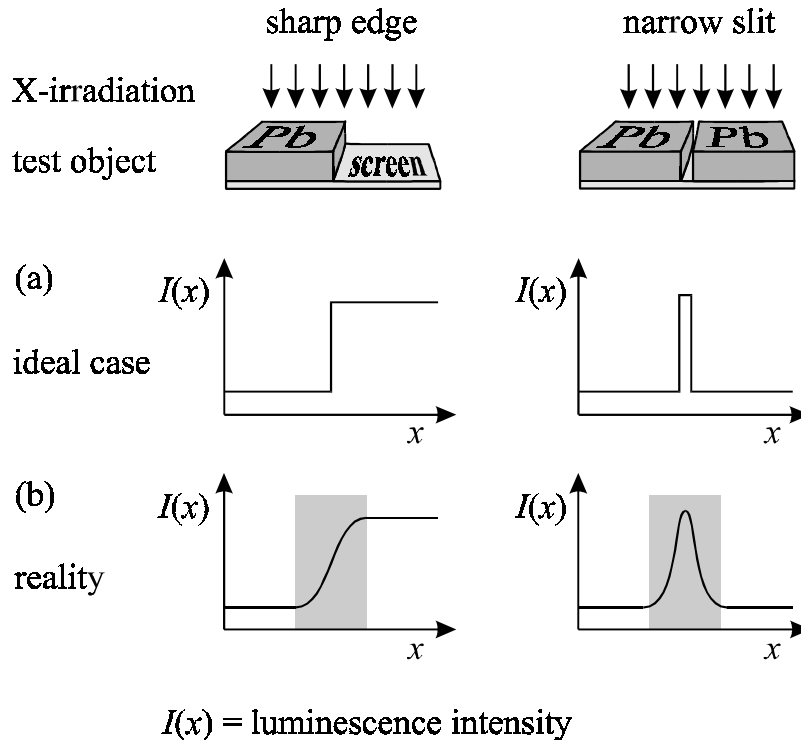 sharp edge narrow slit
X-irradiation
test object
Pb screen Pb Pb
(a)
I(x) I(x)
ideal case
x x
(b)
I(x) I(x)
reality
x x
I(x) = luminescence intensity